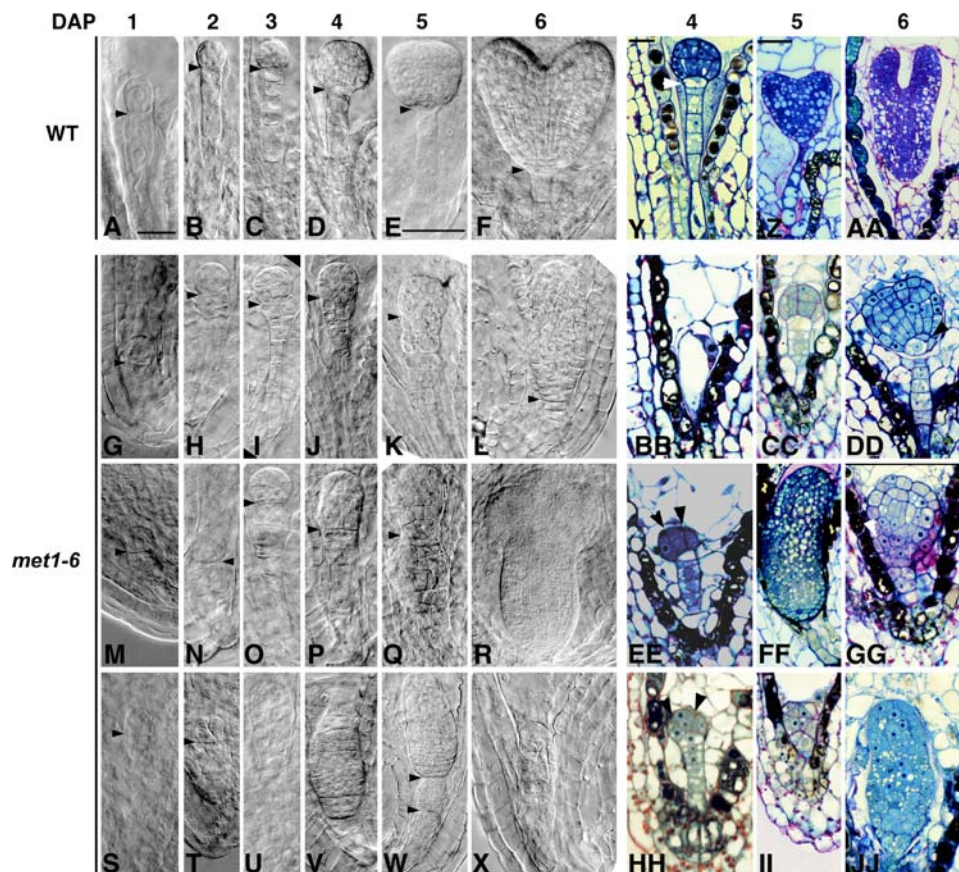 DAP 1 2 3 4 5 6 4 5 6
WT
A B C D E F Y Z AA
G H I J K L BB CC DD
met1-6
M N O P Q R EE FF GG
S T U V W X HH II JJ